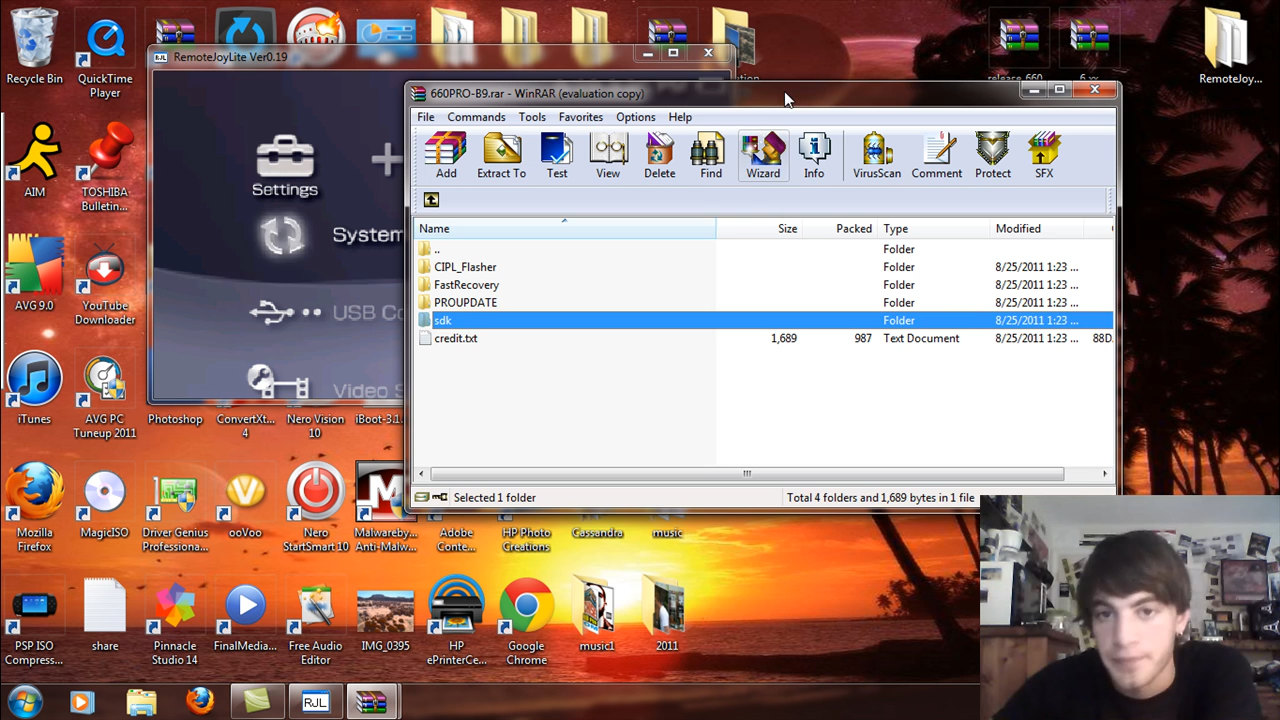 Recycle Bin
QuickTime
Player
release_660
6.xx
RemoteJoy...
RemoteJoyLite Ver0.19
Settings
System
USB Co
Video S
660PRO-B9.rar - WinRAR (evaluation copy)
File Commands Tools Favorites Options Help
Add Extract To Test View Delete Find Wizard Info VirusScan Comment Protect SFX
Name Size Packed Type Modified
.. Folder
CIPL_Flasher Folder 8/25/2011 1:23 ...
FastRecovery Folder 8/25/2011 1:23 ...
PROUPDATE Folder 8/25/2011 1:23 ...
sdk Folder 8/25/2011 1:23 ...
credit.txt 1,689 987 Text Document 8/25/2011 1:23 ... 88D
Selected 1 folder Total 4 folders and 1,689 bytes in 1 file
AIM
TOSHIBA
Bulletin...
AVG 9.0
YouTube
Downloader
iTunes
AVG PC
Tuneup 2011
Photoshop
ConvertXt...
4
Nero Vision
10
iBoot-3.1
Mozilla
Firefox
MagicISO
Driver Genius
Professiona...
ooVoo
Nero
StartSmart 10
Malwareby...
Anti-Malw...
Adobe
Conte...
HP Photo
Creations
Cassandra
music
PSP ISO
Compress...
share
Pinnacle
Studio 14
FinalMedia...
Free Audio
Editor
IMG_0395
HP
ePrinterCe...
Google
Chrome
music1
2011
RJL